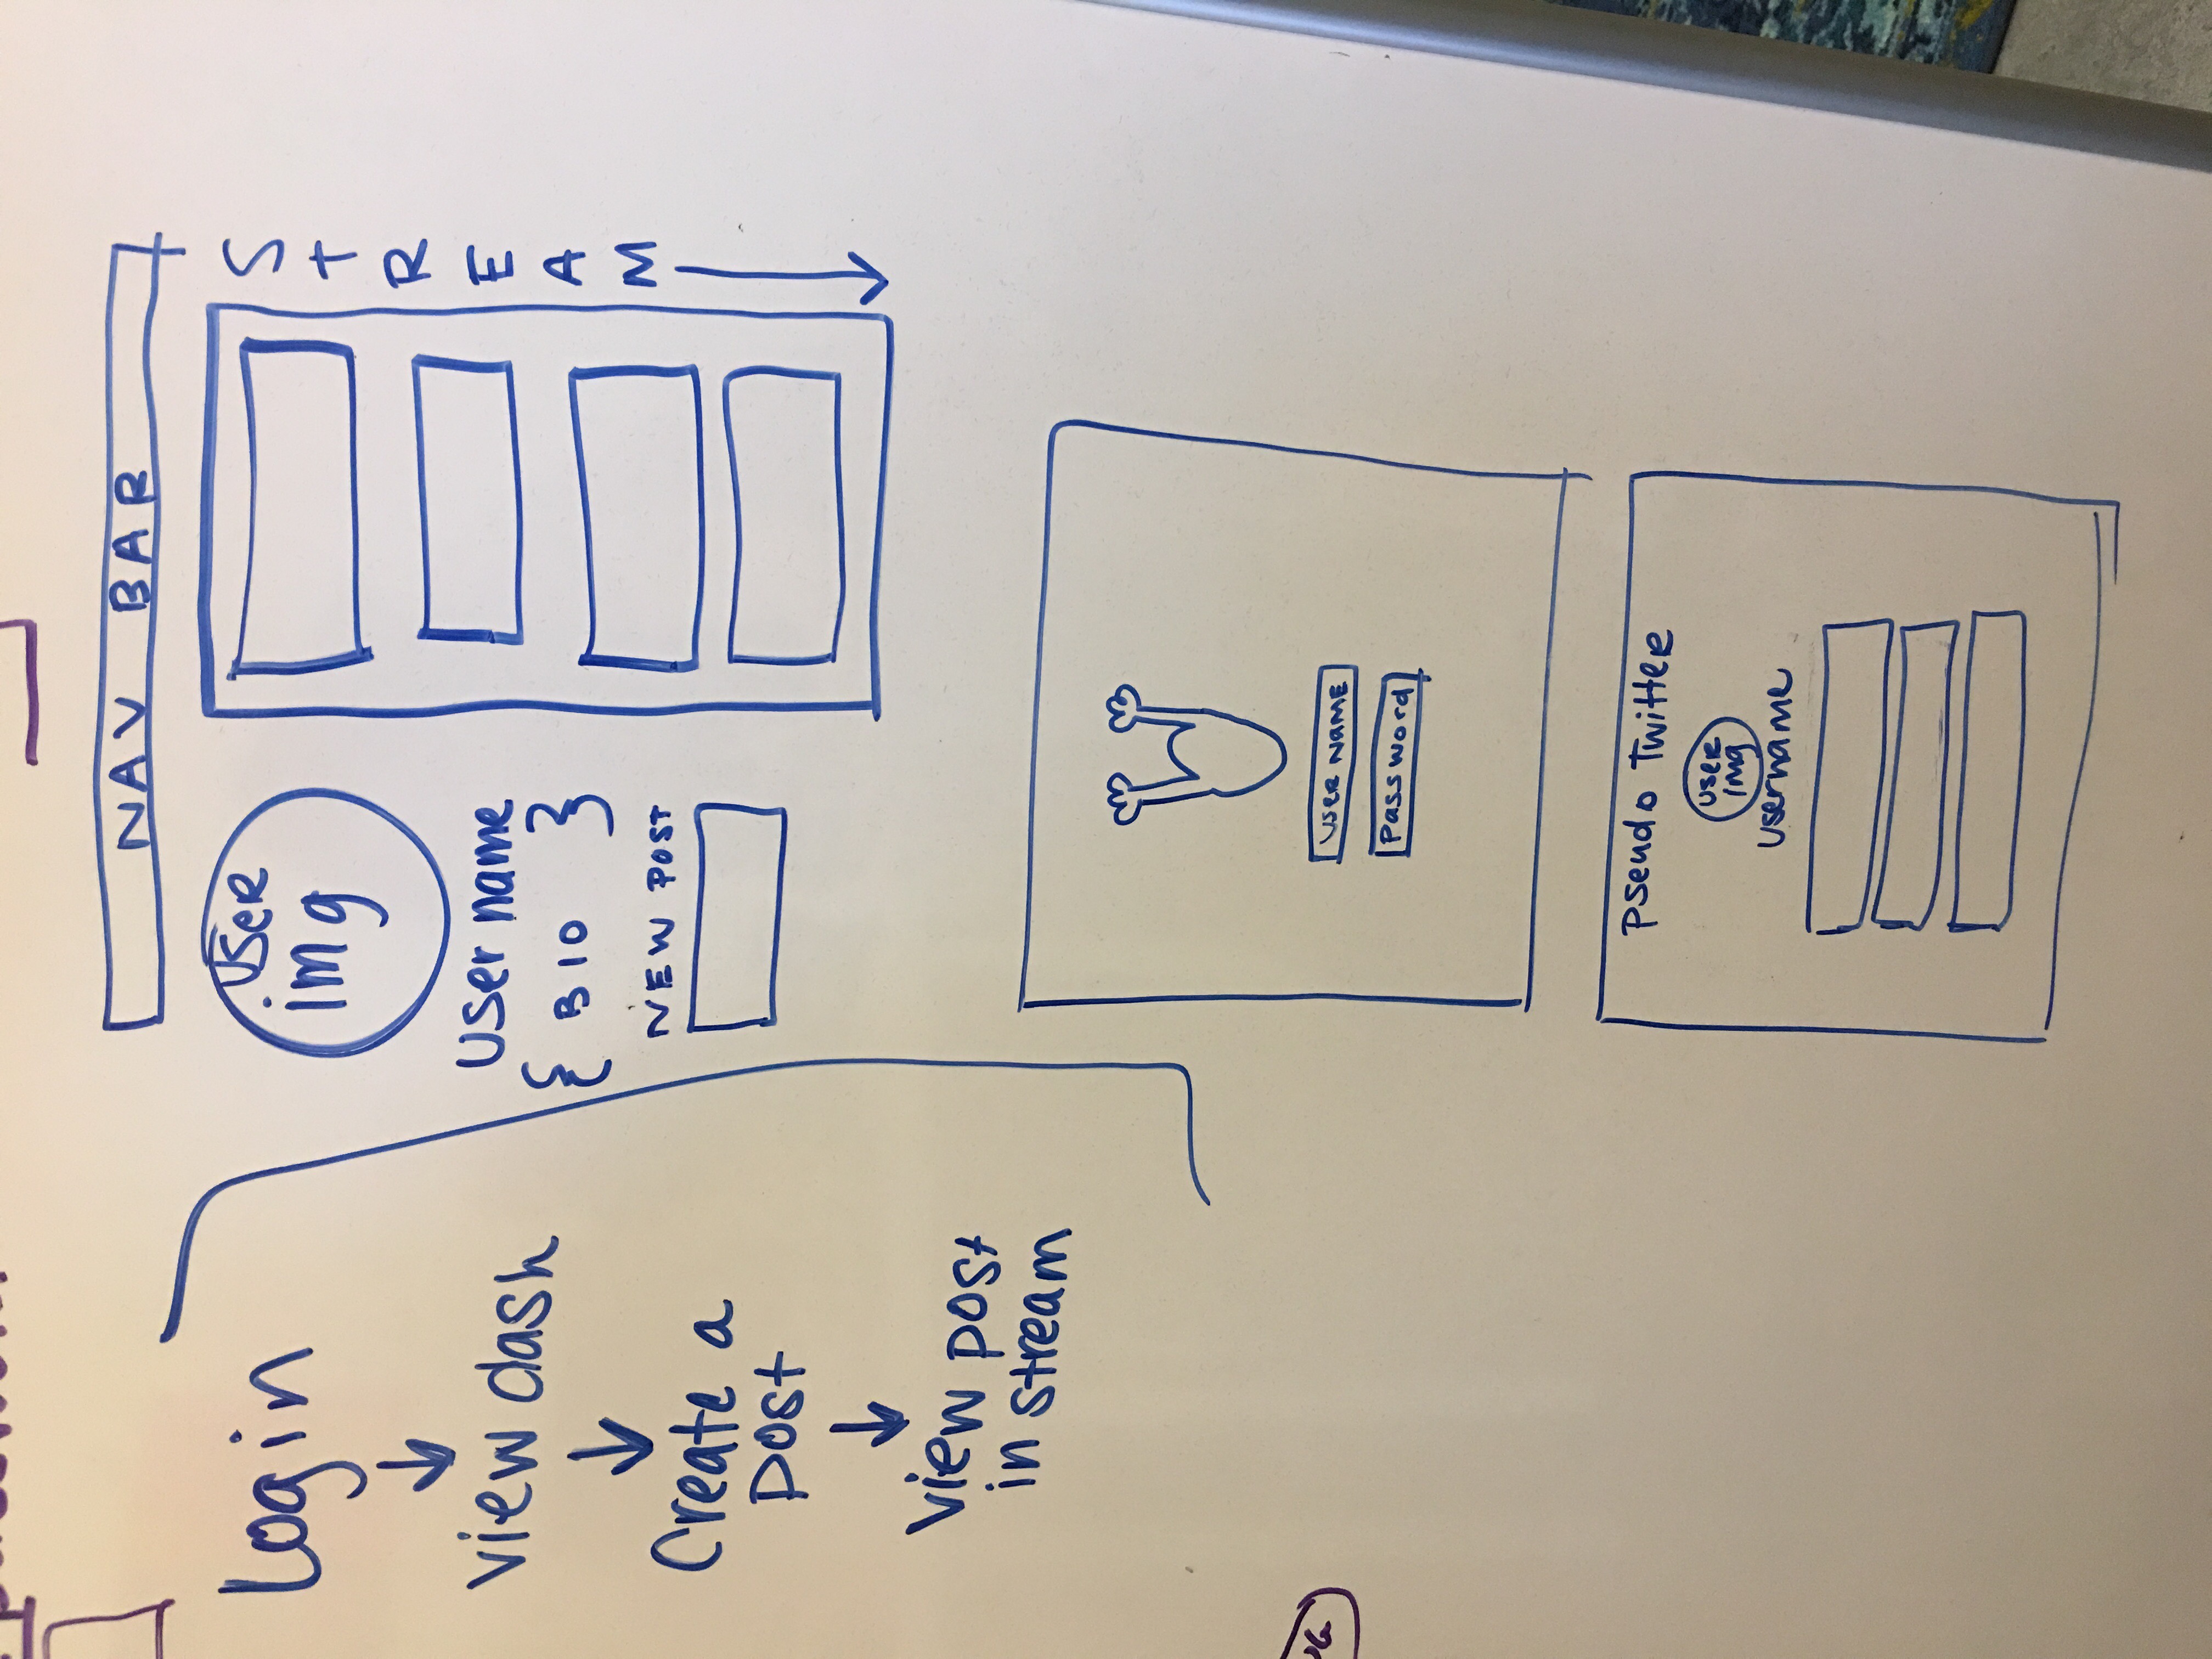 password
Login
View dash
Create a
Post
View post
in stream
NAV BAR
User
img
User name
{ BIO }
NEW POST
STREAM
USER NAME
Password
Pseudo Twitter
User
img
Username